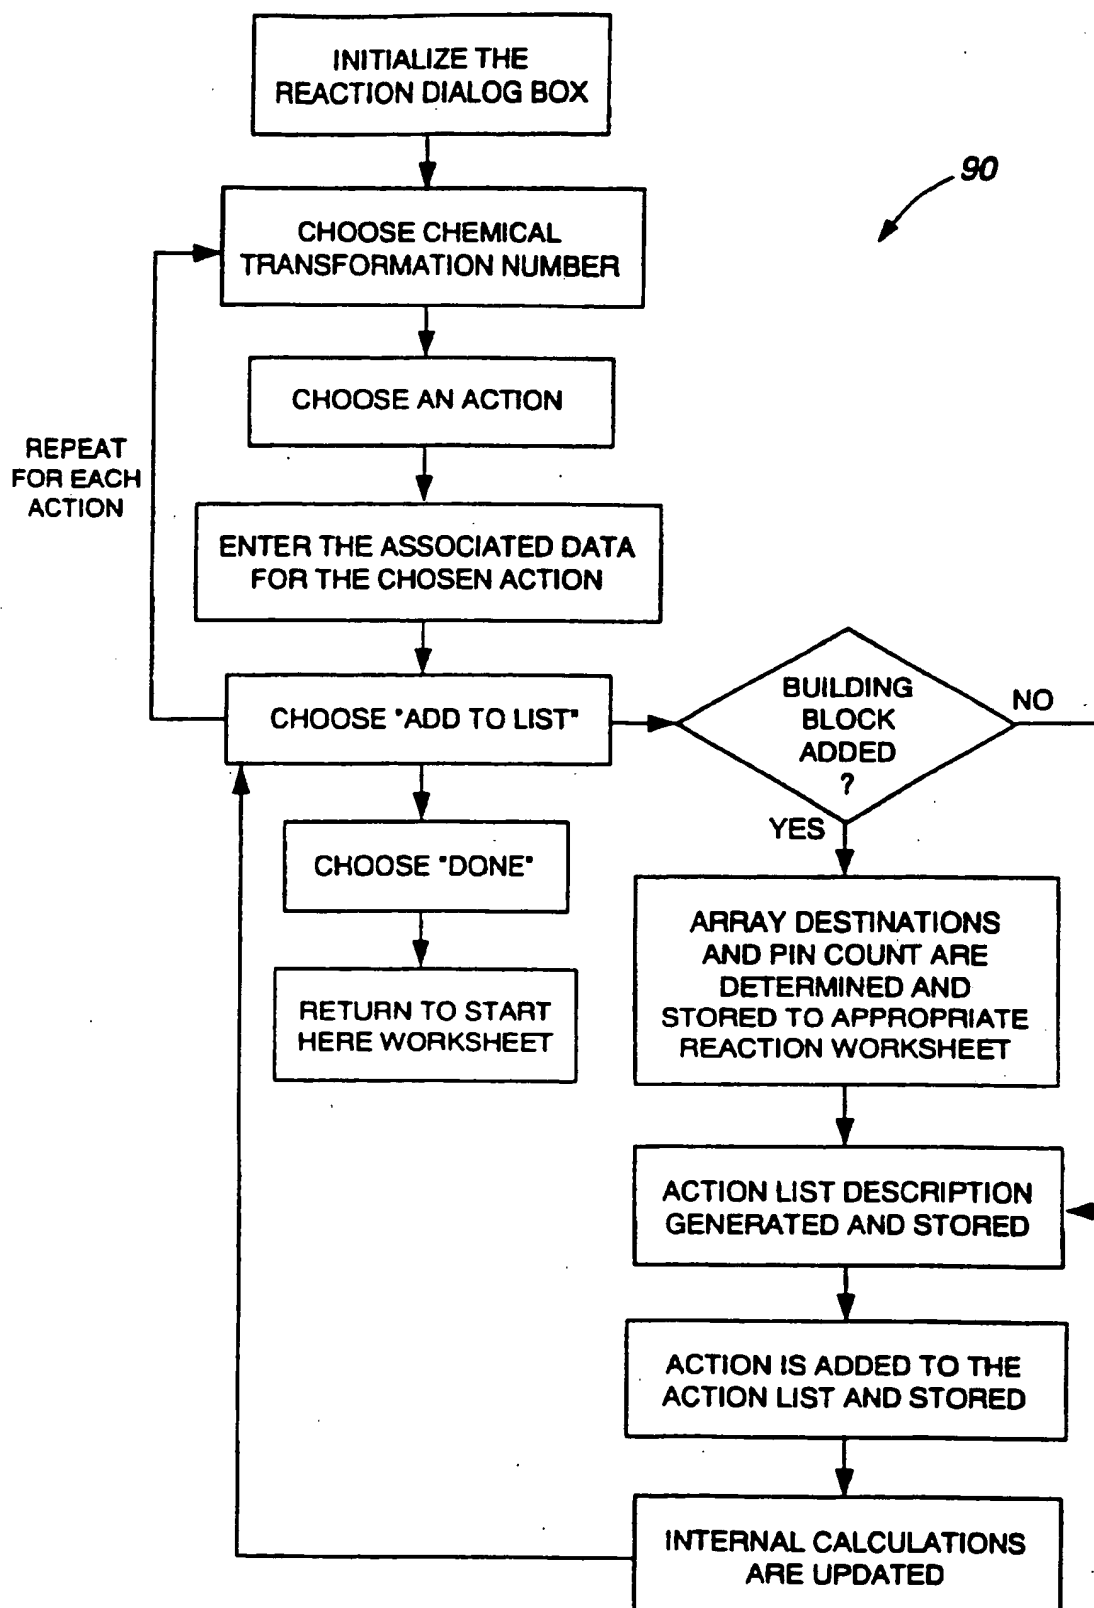 INITIALIZE THE
REACTION DIALOG BOX
90
CHOOSE CHEMICAL
TRANSFORMATION NUMBER
CHOOSE AN ACTION
REPEAT
FOR EACH
ACTION
ENTER THE ASSOCIATED DATA
FOR THE CHOSEN ACTION
CHOOSE "ADD TO LIST"
BUILDING
BLOCK
ADDED
?
NO
YES
CHOOSE "DONE"
RETURN TO START
HERE WORKSHEET
ARRAY DESTINATIONS
AND PIN COUNT ARE
DETERMINED AND
STORED TO APPROPRIATE
REACTION WORKSHEET
ACTION LIST DESCRIPTION
GENERATED AND STORED
ACTION IS ADDED TO THE
ACTION LIST AND STORED
INTERNAL CALCULATIONS
ARE UPDATED